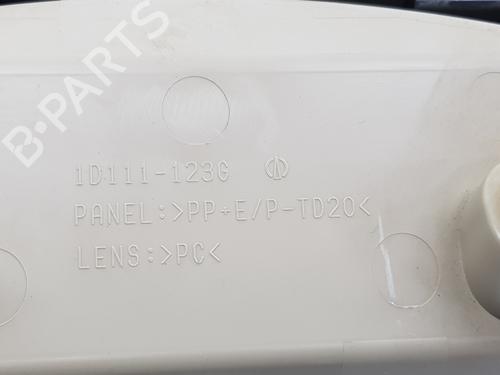 B-PARTS
1D111-123G
PANEL:>PP+E/P-TD20<
LENS:>PC<